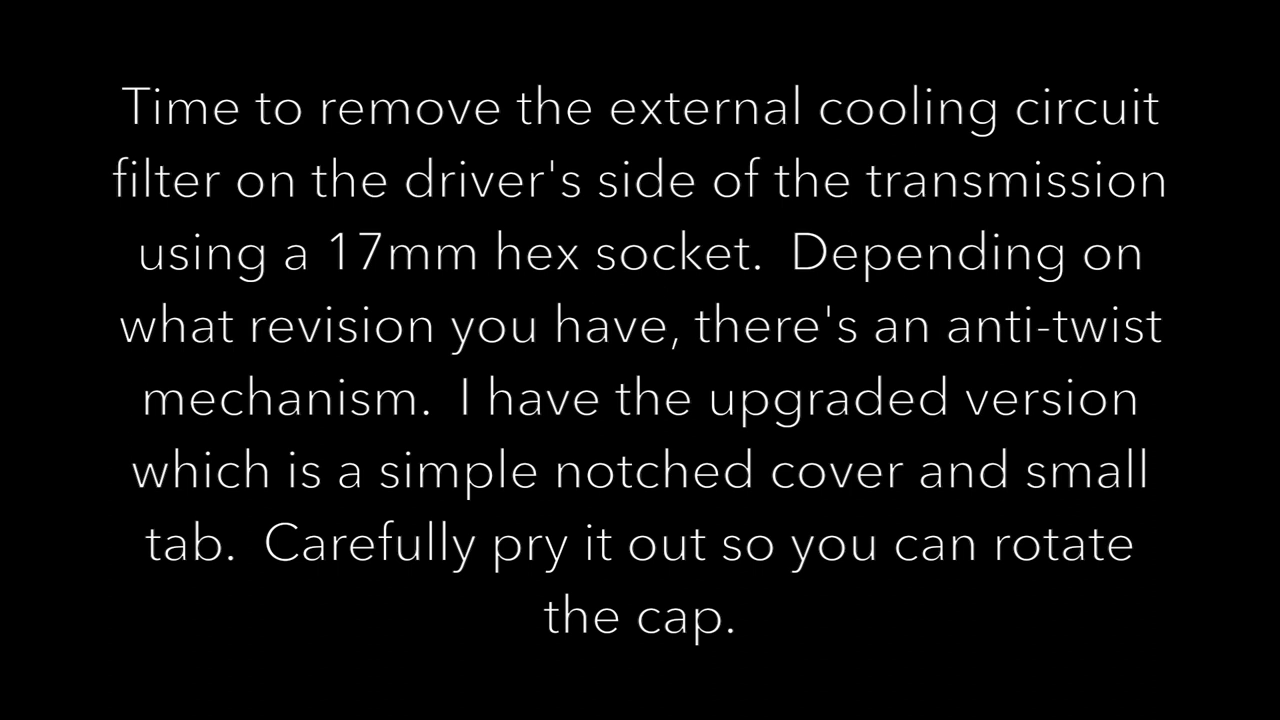 Time to remove the external cooling circuit
filter on the driver's side of the transmission
using a 17mm hex socket.  Depending on
what revision you have, there's an anti-twist
mechanism.  I have the upgraded version
which is a simple notched cover and small
tab.  Carefully pry it out so you can rotate
the cap.